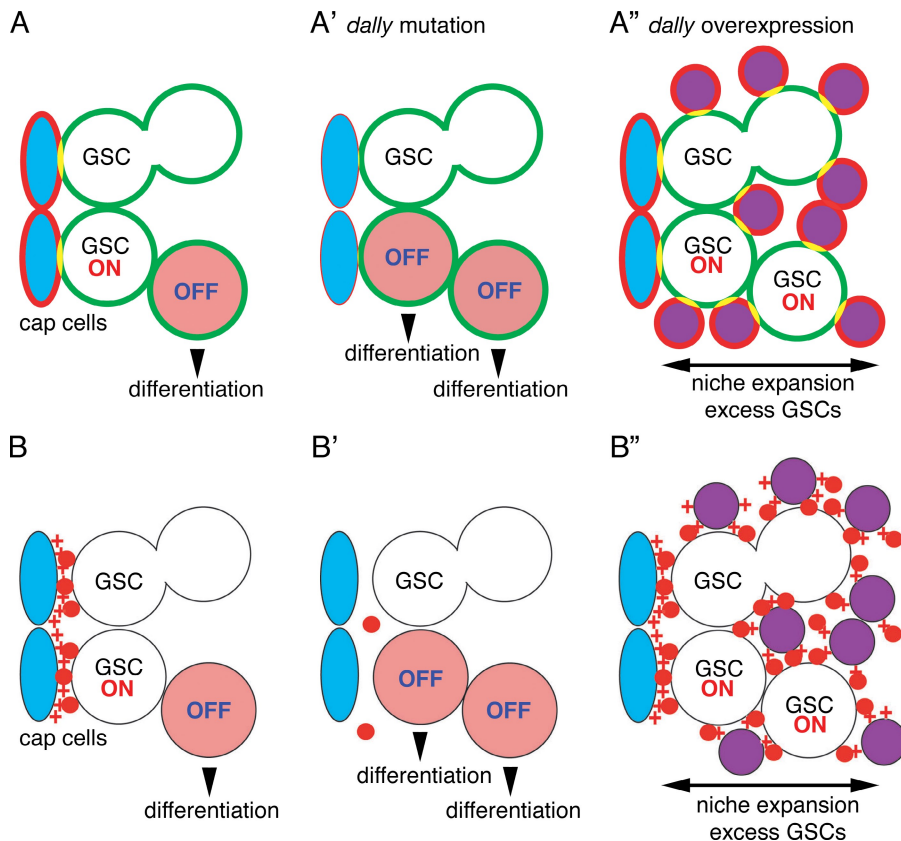 A
A' dally mutation
A" dally overexpression
GSC
GSC
ON
OFF
cap cells
differentiation
GSC
OFF
OFF
differentiation
differentiation
GSC
GSC
ON
GSC
ON
niche expansion
excess GSCs
B
B'
B"
GSC
GSC
ON
OFF
cap cells
differentiation
GSC
OFF
OFF
differentiation
differentiation
GSC
GSC
ON
GSC
ON
niche expansion
excess GSCs